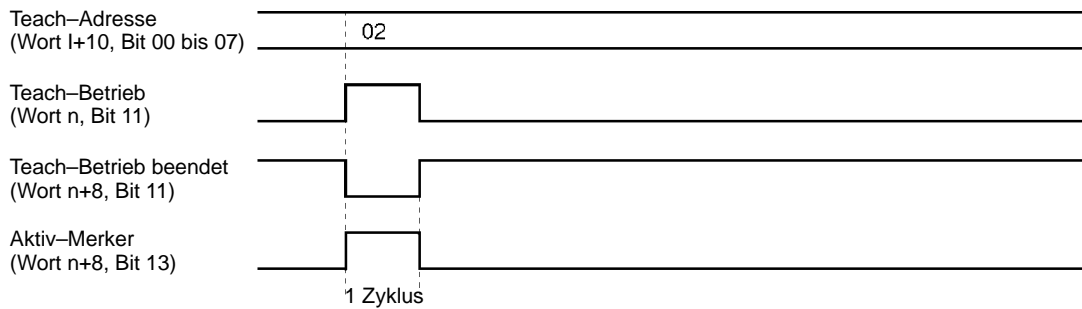 Teach–Adresse
(Wort I+10, Bit 00 bis 07)
02
Teach–Betrieb
(Wort n, Bit 11)
Teach–Betrieb beendet
(Wort n+8, Bit 11)
Aktiv–Merker
(Wort n+8, Bit 13)
1 Zyklus